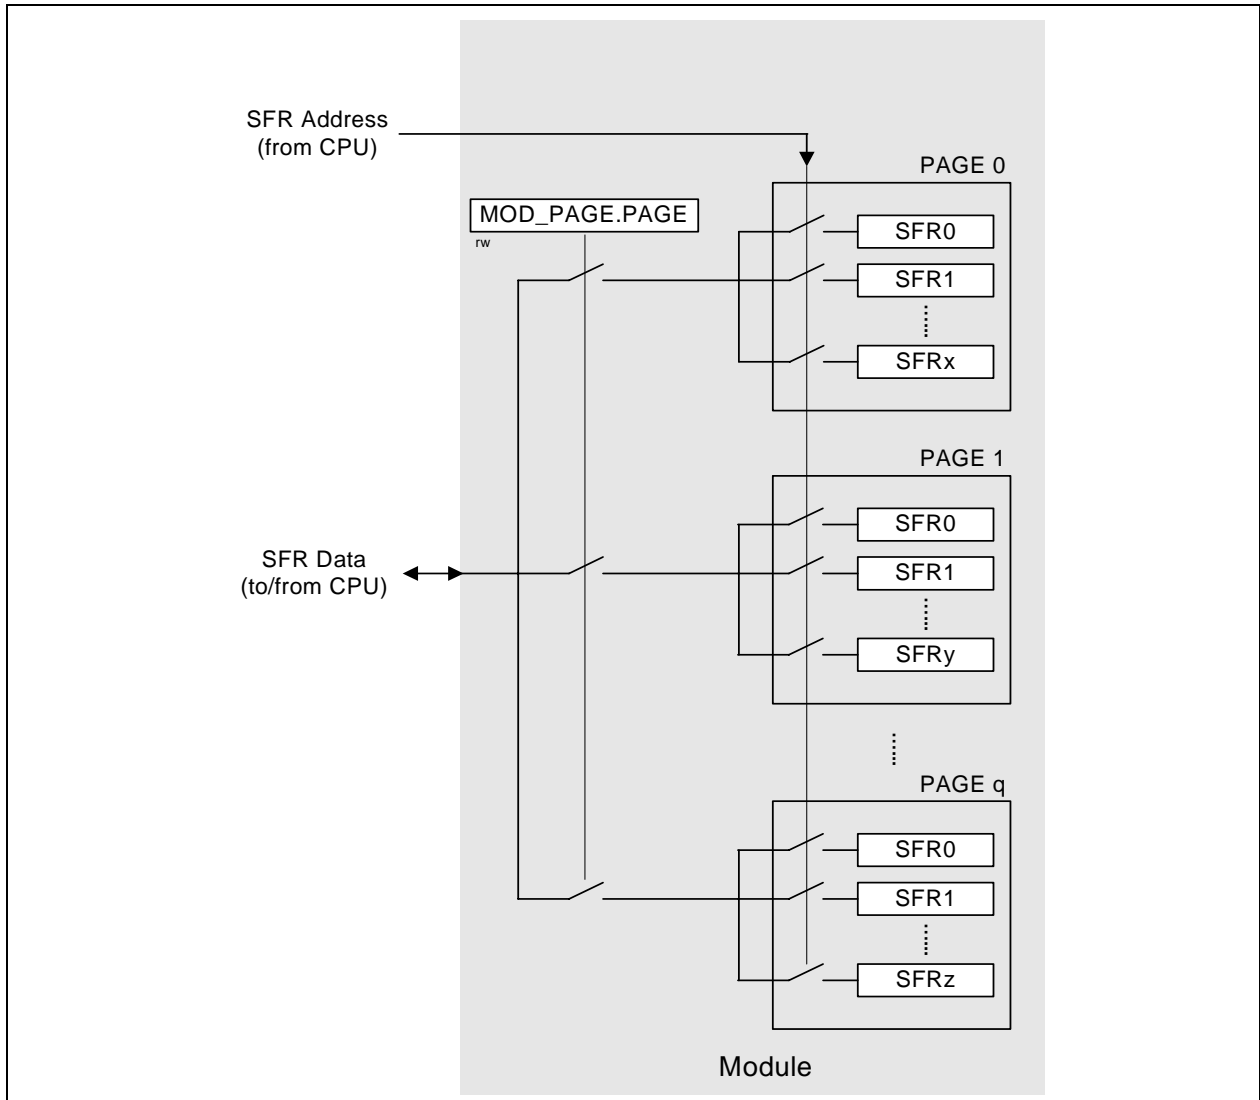 SFR Address
(from CPU)
PAGE 0
MOD_PAGE.PAGE
rw
SFR0
SFR1
SFRx
PAGE 1
SFR0
SFR1
SFRy
SFR Data
(to/from CPU)
PAGE q
SFR0
SFR1
SFRz
Module